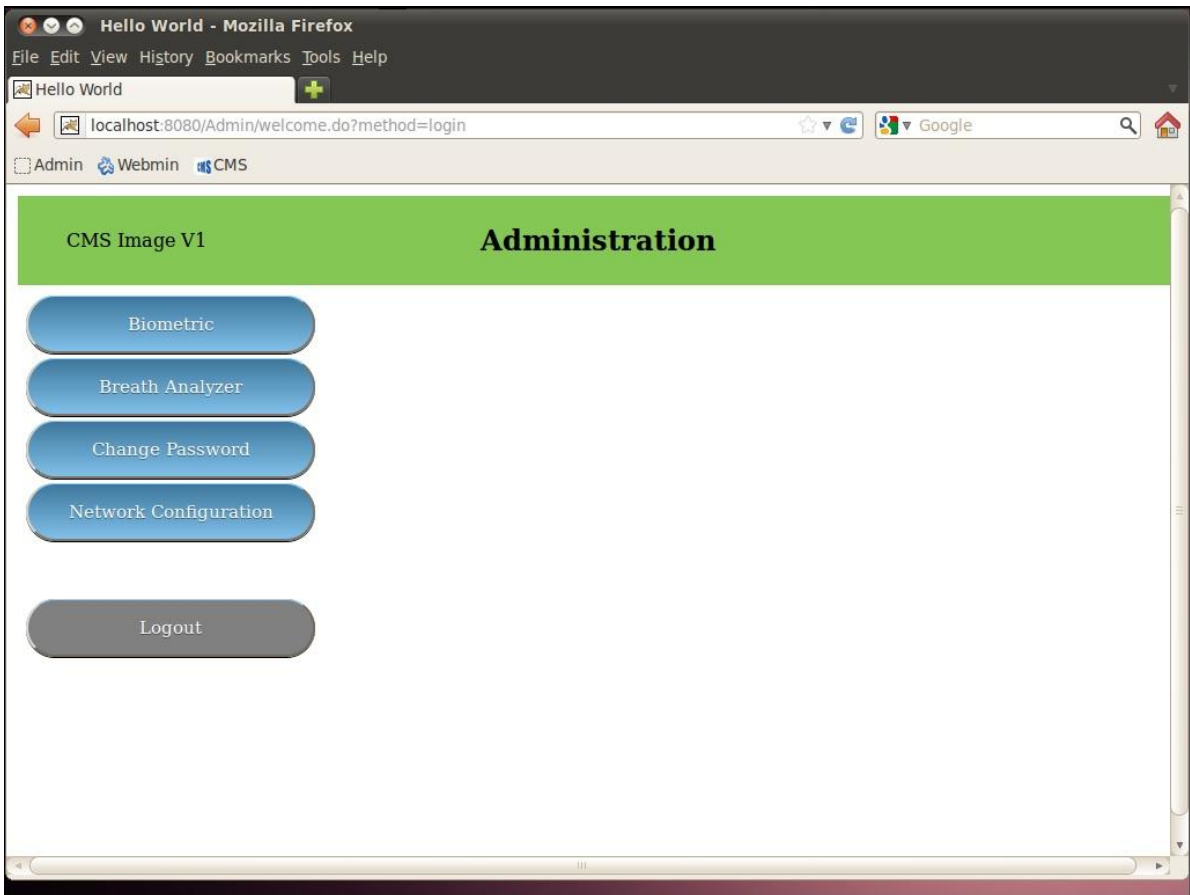 Hello World - Mozilla Firefox
File Edit View History Bookmarks Tools Help
Hello World
localhost:8080/Admin/welcome.do?method=login
Google
Admin Webmin CMS CMS
CMS Image V1
Administration
Biometric
Breath Analyzer
Change Password
Network Configuration
Logout